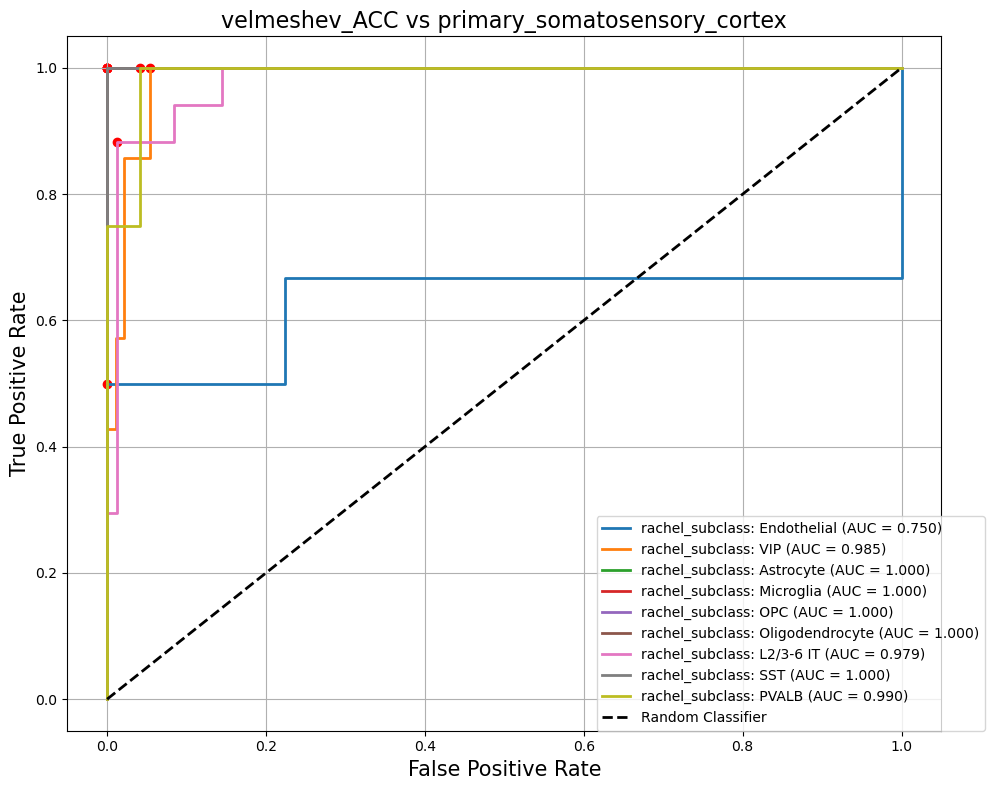 velmeshev_ACC vs primary_somatosensory_cortex
True Positive Rate
1.0
0.8
0.6
0.4
0.2
0.0
rachel_subclass: Endothelial (AUC = 0.750)
rachel_subclass: VIP (AUC = 0.985)
rachel_subclass: Astrocyte (AUC = 1.000)
rachel_subclass: Microglia (AUC = 1.000)
rachel_subclass: OPC (AUC = 1.000)
rachel_subclass: Oligodendrocyte (AUC = 1.000)
rachel_subclass: L2/3-6 IT (AUC = 0.979)
rachel_subclass: SST (AUC = 1.000)
rachel_subclass: PVALB (AUC = 0.990)
Random Classifier
0.0 0.2 0.4 0.6 0.8 1.0
False Positive Rate